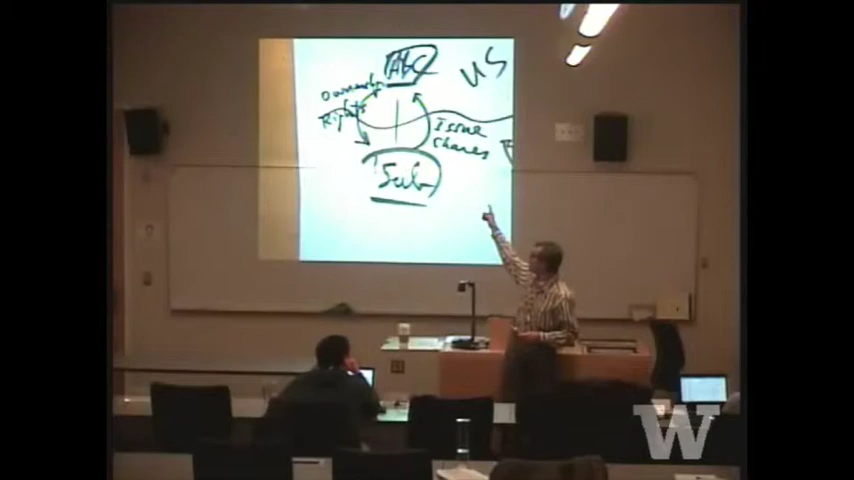 ABC
US
Ownership
Rights
Issue
Shares
Sub
W